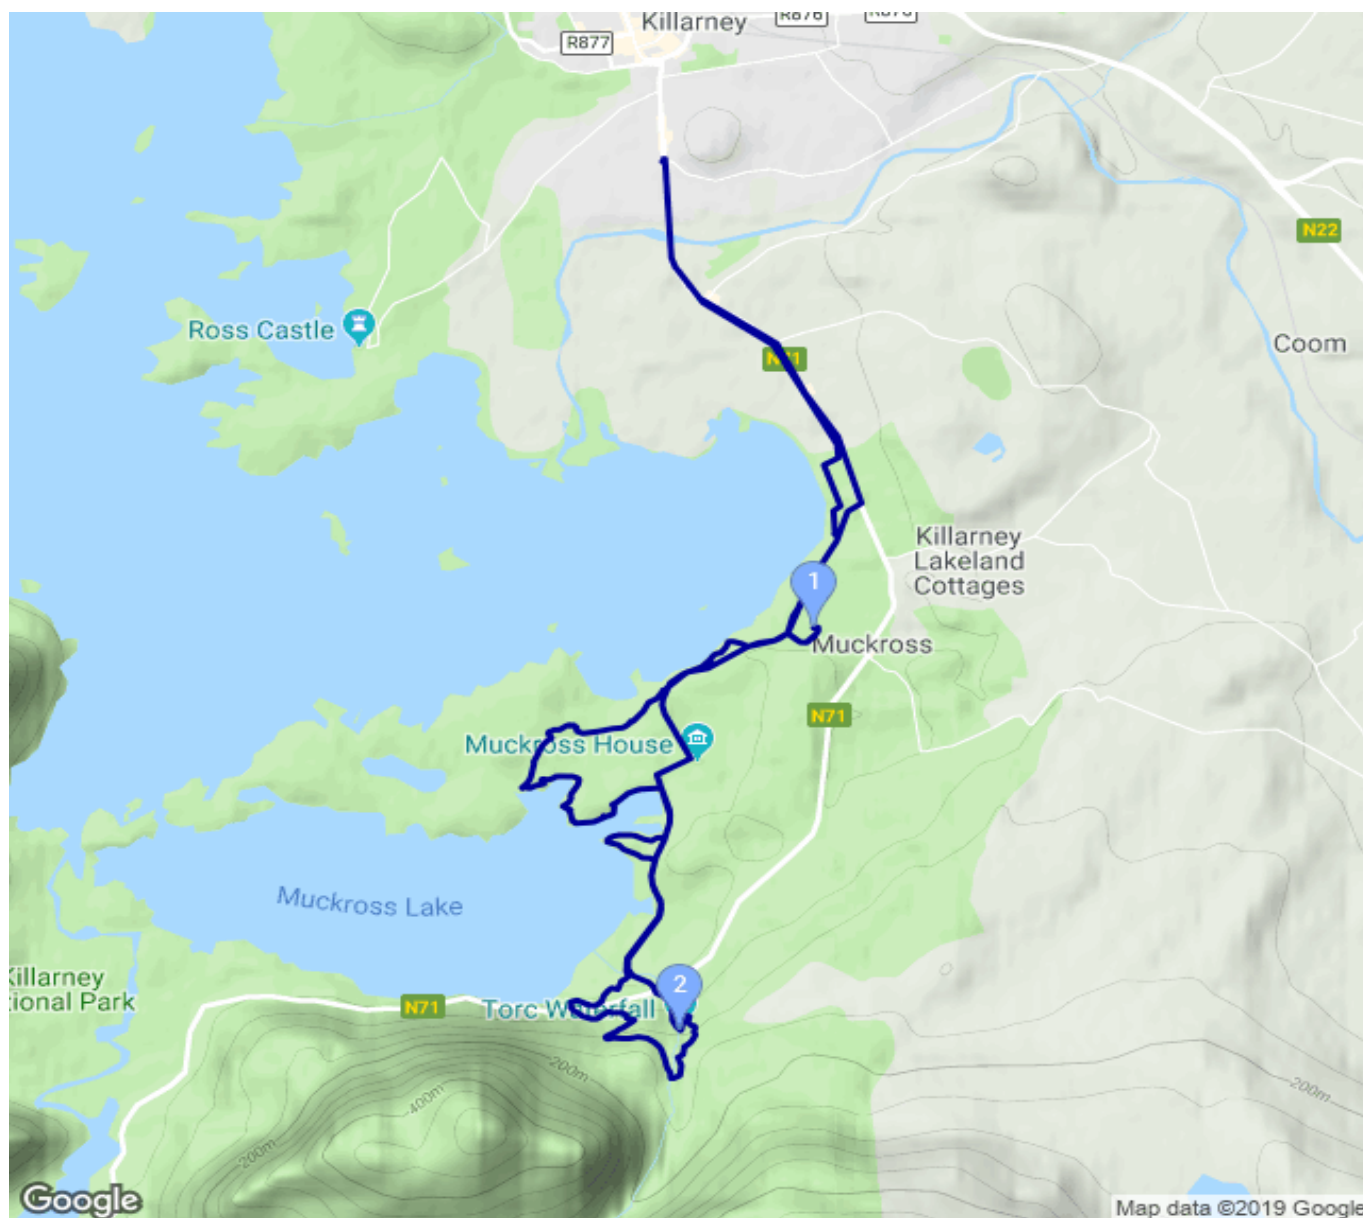 Killarney
R876
R877
N22
Ross Castle
Coom
N71
Killarney
Lakeland
Cottages
1
Muckross
N71
Muckross House
Muckross Lake
Killarney
tional Park
2
N71
Torc Waterfall
200m
400m
200m
200m
Google
Map data ©2019 Google